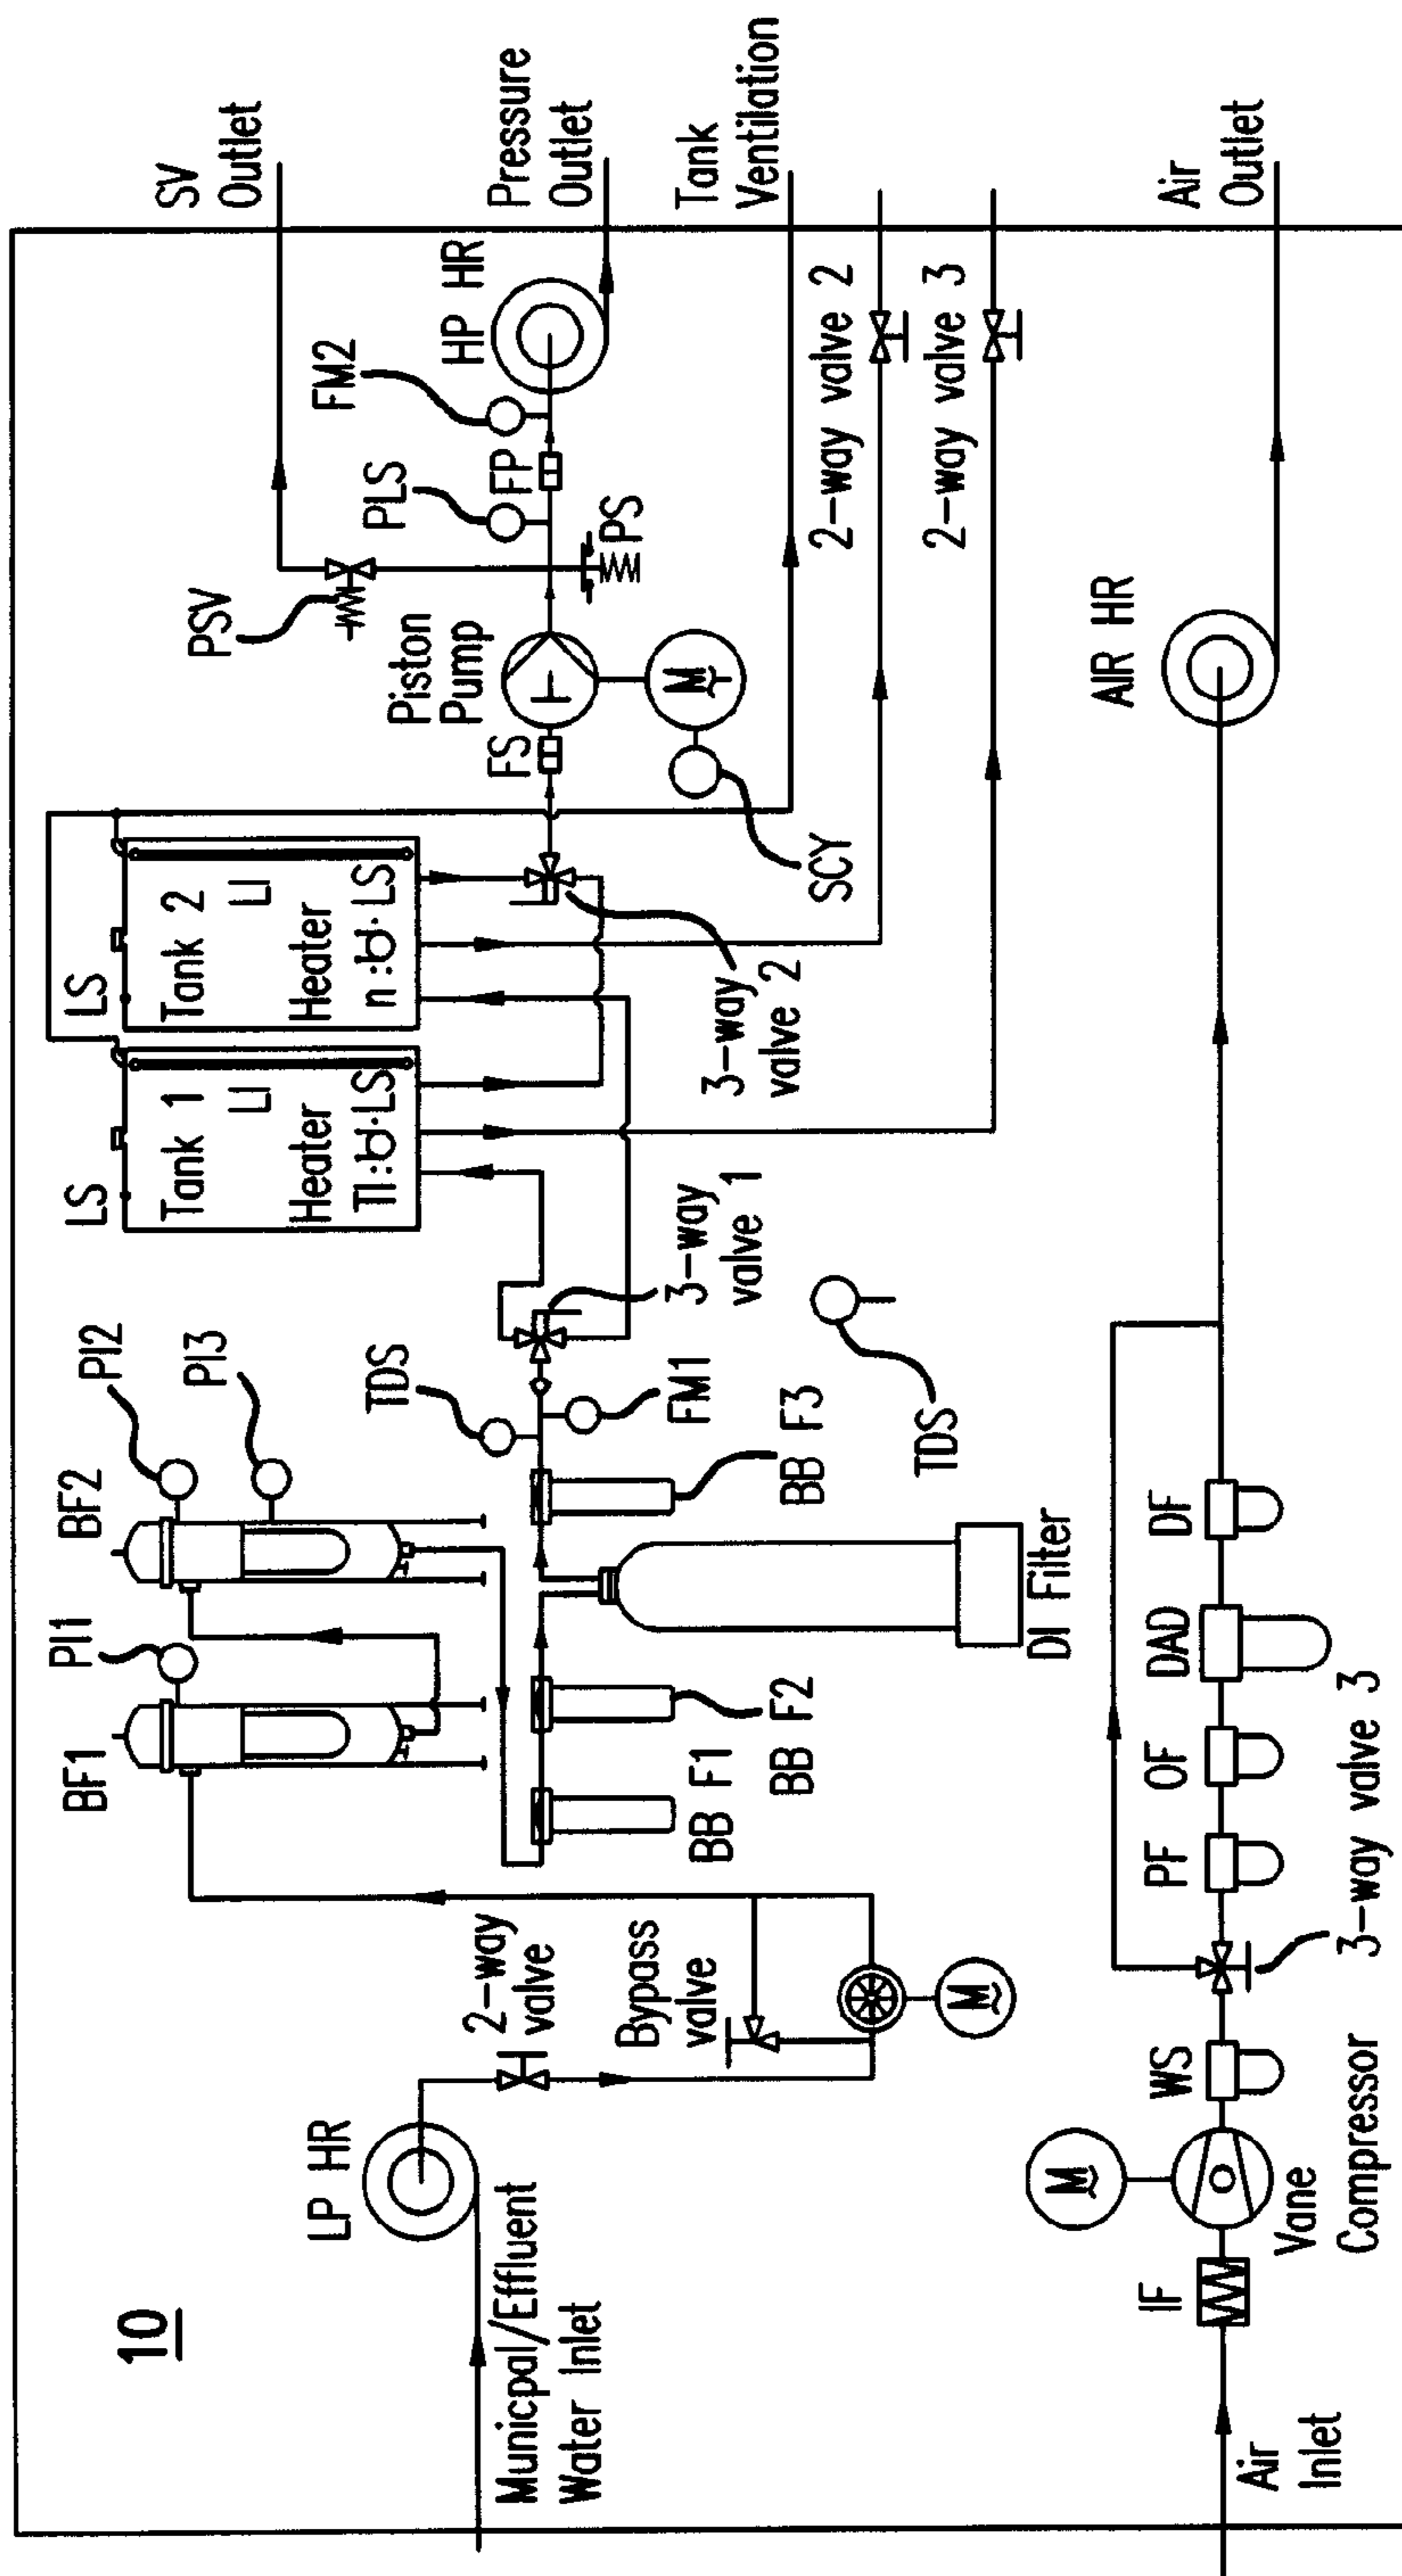 10
Municpal/Effluent
Water Inlet
LP HR
2-way
valve
Bypass
valve
M
BF1
PI1
BF2
PI2
PI3
BB F1
BB F2
DI Filter
BB F3
TDS
FM1
3-way
valve 1
TDS
LS
Tank 1
LI
Heater
TI
LS
LS
Tank 2
LI
Heater
LS
3-way
valve 2
FS
Piston
Pump
M
SCY
PSV
PS
PLS
FP
FM2
HP HR
SV
Outlet
Pressure
Outlet
Tank
Ventilation
2-way valve 2
2-way valve 3
Air
Inlet
IF
Vane
Compressor
M
WS
3-way valve 3
PF
OF
DAD
DF
AIR HR
Air
Outlet